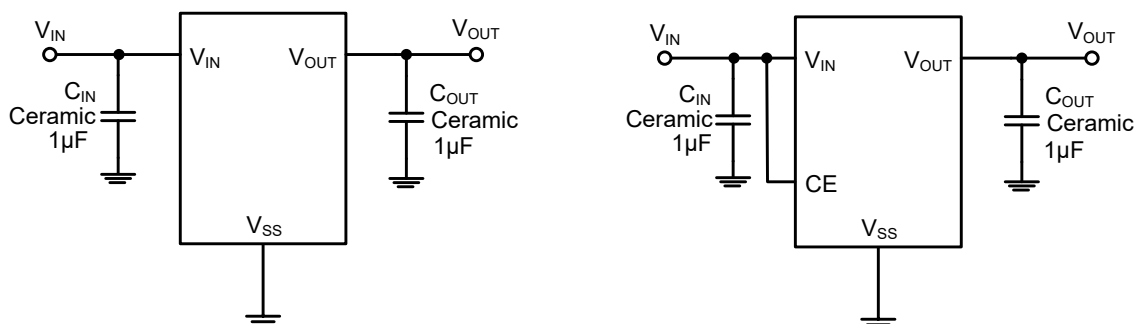 VIN
VOUT
VIN
VOUT
CIN
Ceramic
1µF
COUT
Ceramic
1µF
VSS
VIN
VOUT
VIN
VOUT
CIN
Ceramic
1µF
COUT
Ceramic
1µF
CE
VSS